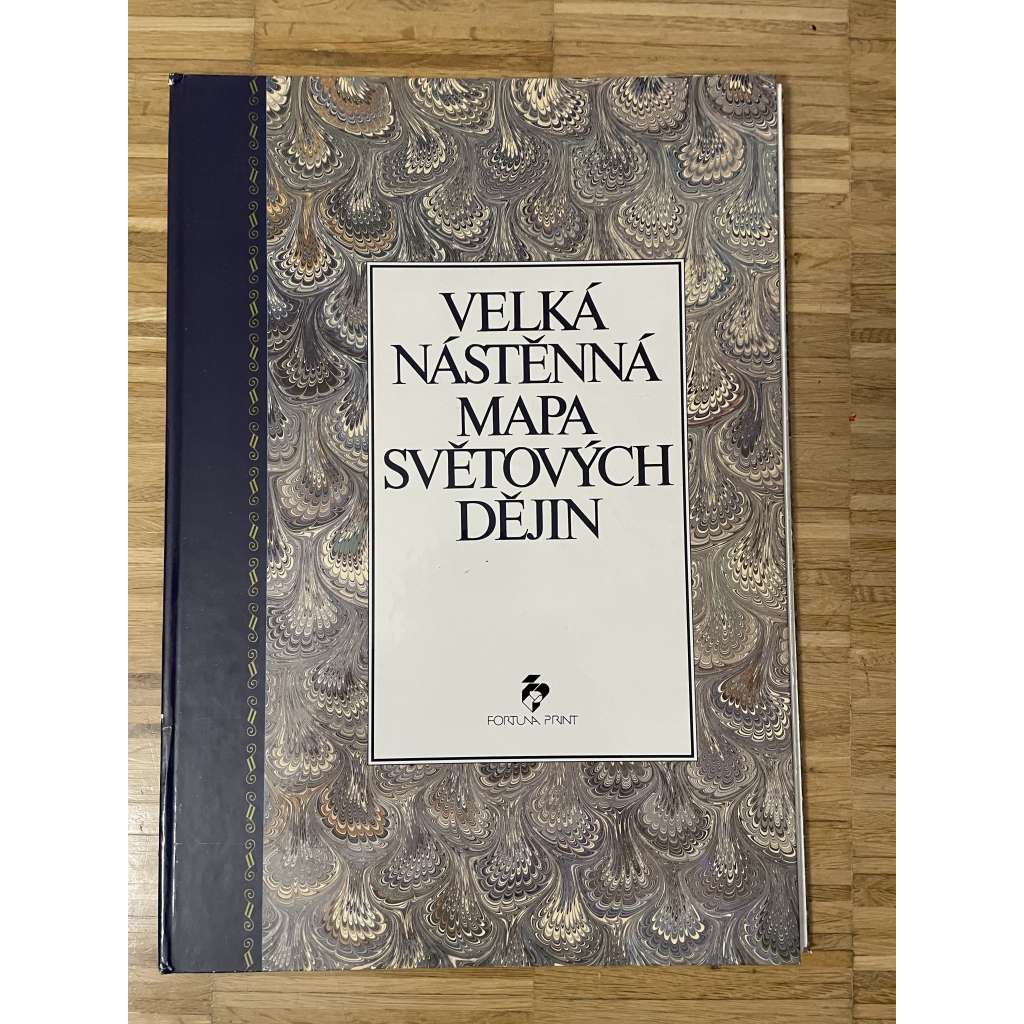 VELKÁ
NÁSTĚNNÁ
MAPA
SVĚTOVÝCH
DĚJIN
FORTUNA PRINT